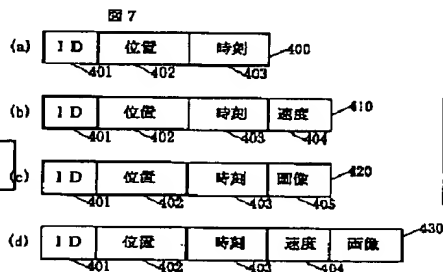 図7
(a) ID 位置 時刻 400
401 402 403
(b) ID 位置 時刻 速度 410
401 402 403 404
(c) ID 位置 時刻 画像 420
401 402 403 405
(d) ID 位置 時刻 速度 画像 430
401 402 403 404